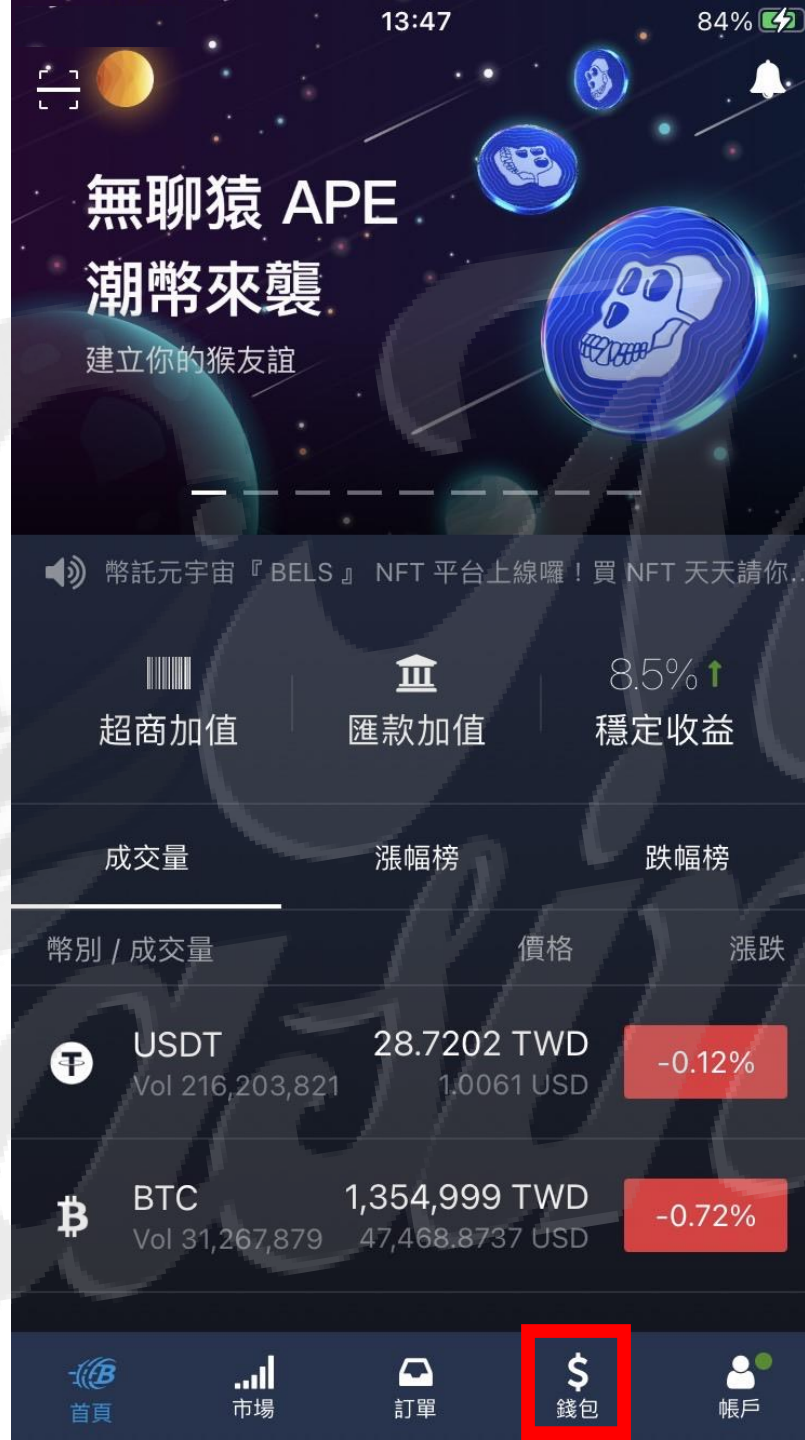 13:47
84%
無聊猿 APE
潮幣來襲
建立你的猴友誼
幣託元宇宙『 BELS 』 NFT 平台上線囉！買 NFT 天天請你..
8.5%
超商加值
匯款加值
穩定收益
成交量
漲幅榜
跌幅榜
幣別 / 成交量
價格
漲跌
USDT
28.7202 TWD
-0.12%
Vol 216,203,821
1.0061 USD
BTC
1,354,999 TWD
-0.72%
Vol 31,267,879
47,468.8737 USD
首頁
市場
訂單
錢包
帳戶